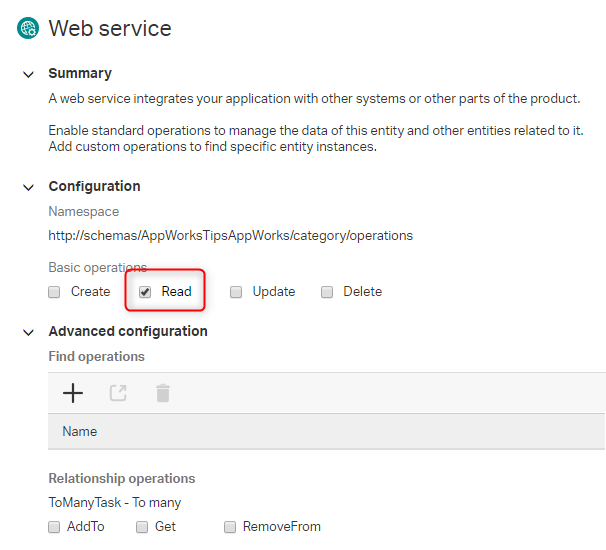 Web service
Summary
A web service integrates your application with other systems or other parts of the product.
Enable standard operations to manage the data of this entity and other entities related to it.
Add custom operations to find specific entity instances.
Configuration
Namespace
http://schemas/AppWorksTipsAppWorks/category/operations
Basic operations
Create Read Update Delete
Advanced configuration
Find operations
Name
Relationship operations
ToManyTask - To many
AddTo Get RemoveFrom